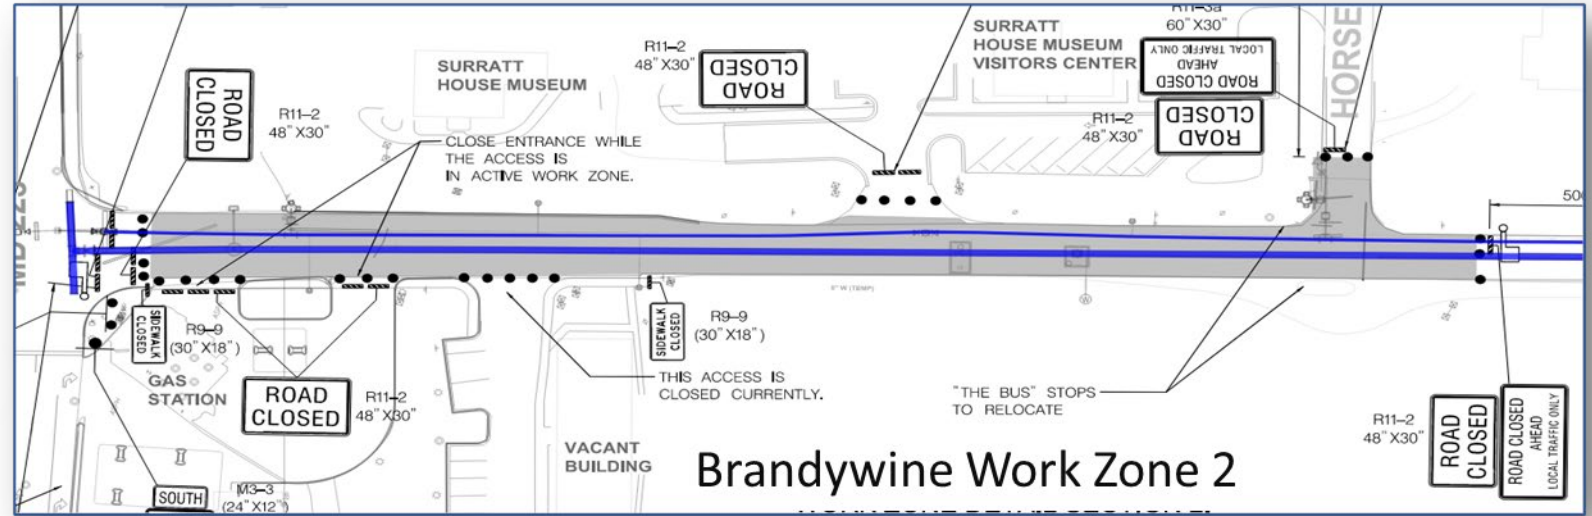 R11-3a
60"X30"
SURRATT
HOUSE MUSEUM
VISITORS CENTER
R11-2
48"X30"
ROAD
CLOSED
ROAD CLOSED
AHEAD
LOCAL TRAFFIC ONLY
HORSE
SURRATT
HOUSE MUSEUM
ROAD
CLOSED
R11-2
48"X30"
R11-2
48"X30"
ROAD
CLOSED
CLOSE ENTRANCE WHILE
THE ACCESS IS
IN ACTIVE WORK ZONE.
500
SIDEWALK
CLOSED
R9-9
(30"X18")
SIDEWALK
CLOSED
R9-9
(30"X18")
6" W (TEMP)
GAS
STATION
ROAD
CLOSED
R11-2
48"X30"
THIS ACCESS IS
CLOSED CURRENTLY.
"THE BUS" STOPS
TO RELOCATE
R11-2
48"X30"
ROAD
CLOSED
ROAD CLOSED
AHEAD
LOCAL TRAFFIC ONLY
VACANT
BUILDING
Brandywine Work Zone 2
SOUTH
M3-3
(24"X12")